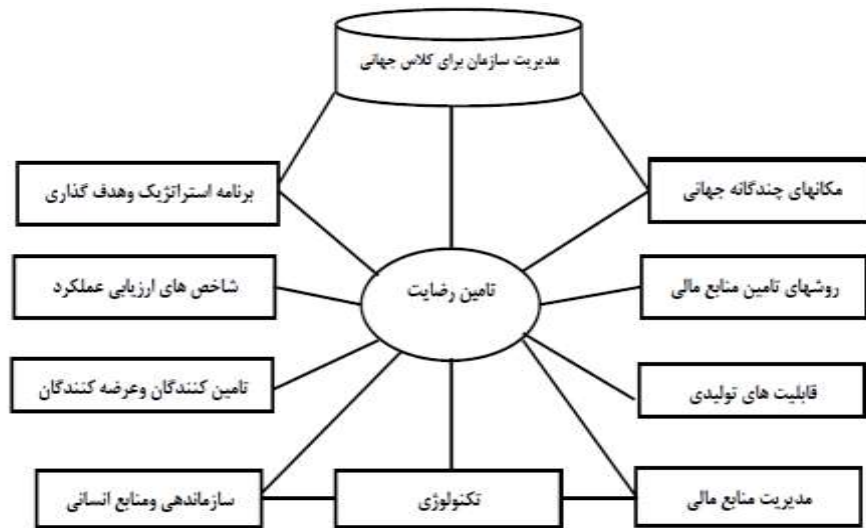 مدیریت سازمان برای کلاس جهانی
مکانهای چندگانه جهانی
برنامه استراتژیک وهدف گذاری
تامین رضایت
روشهای تامین منابع مالی
شاخص های ارزیابی عملکرد
قابلیت های تولیدی
تامین کنندگان وعرضه کنندگان
مدیریت منابع مالی
تکنولوژی
سازماندهی ومنابع انسانی